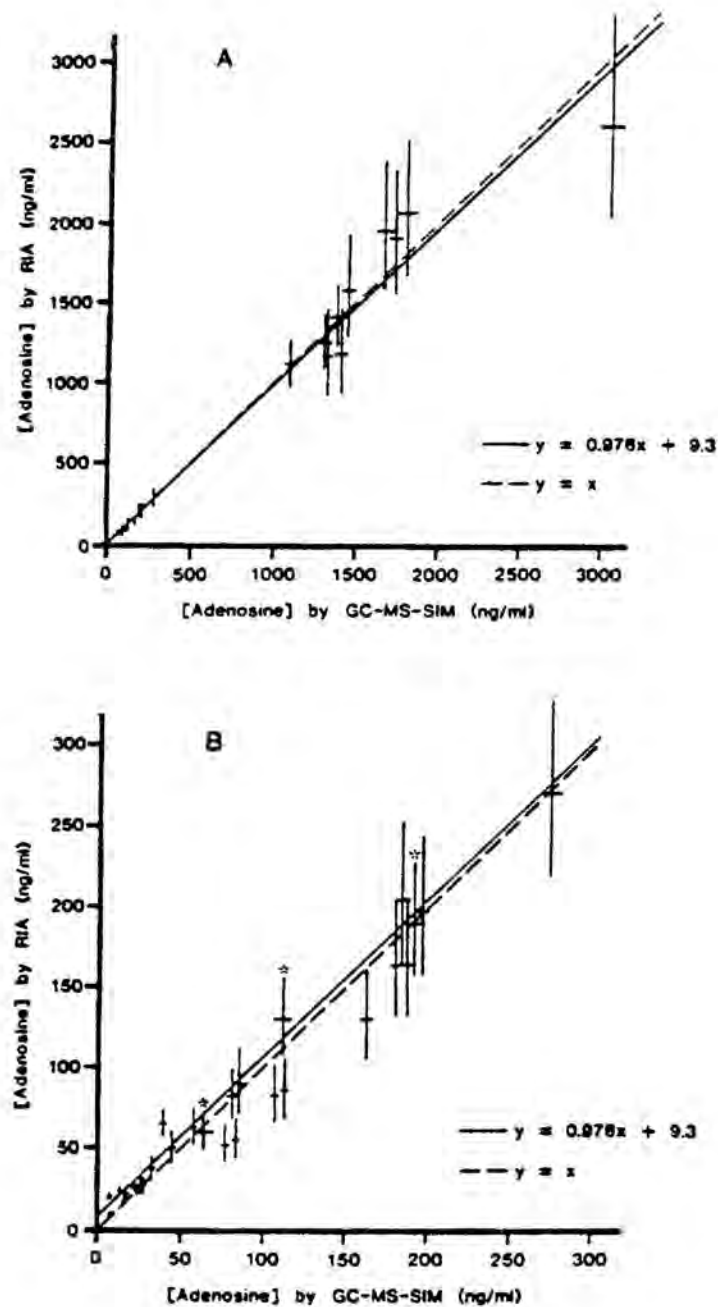 A
3000
2500
2000
1500
1000
500
0
[Adenosine] by RIA (ng/ml)
y = 0.976x + 9.3
y = x
0 500 1000 1500 2000 2500 3000
[Adenosine] by GC-MS-SIM (ng/ml)
B
300
250
200
150
100
50
0
[Adenosine] by RIA (ng/ml)
y = 0.976x + 9.3
y = x
0 50 100 150 200 250 300
[Adenosine] by GC-MS-SIM (ng/ml)